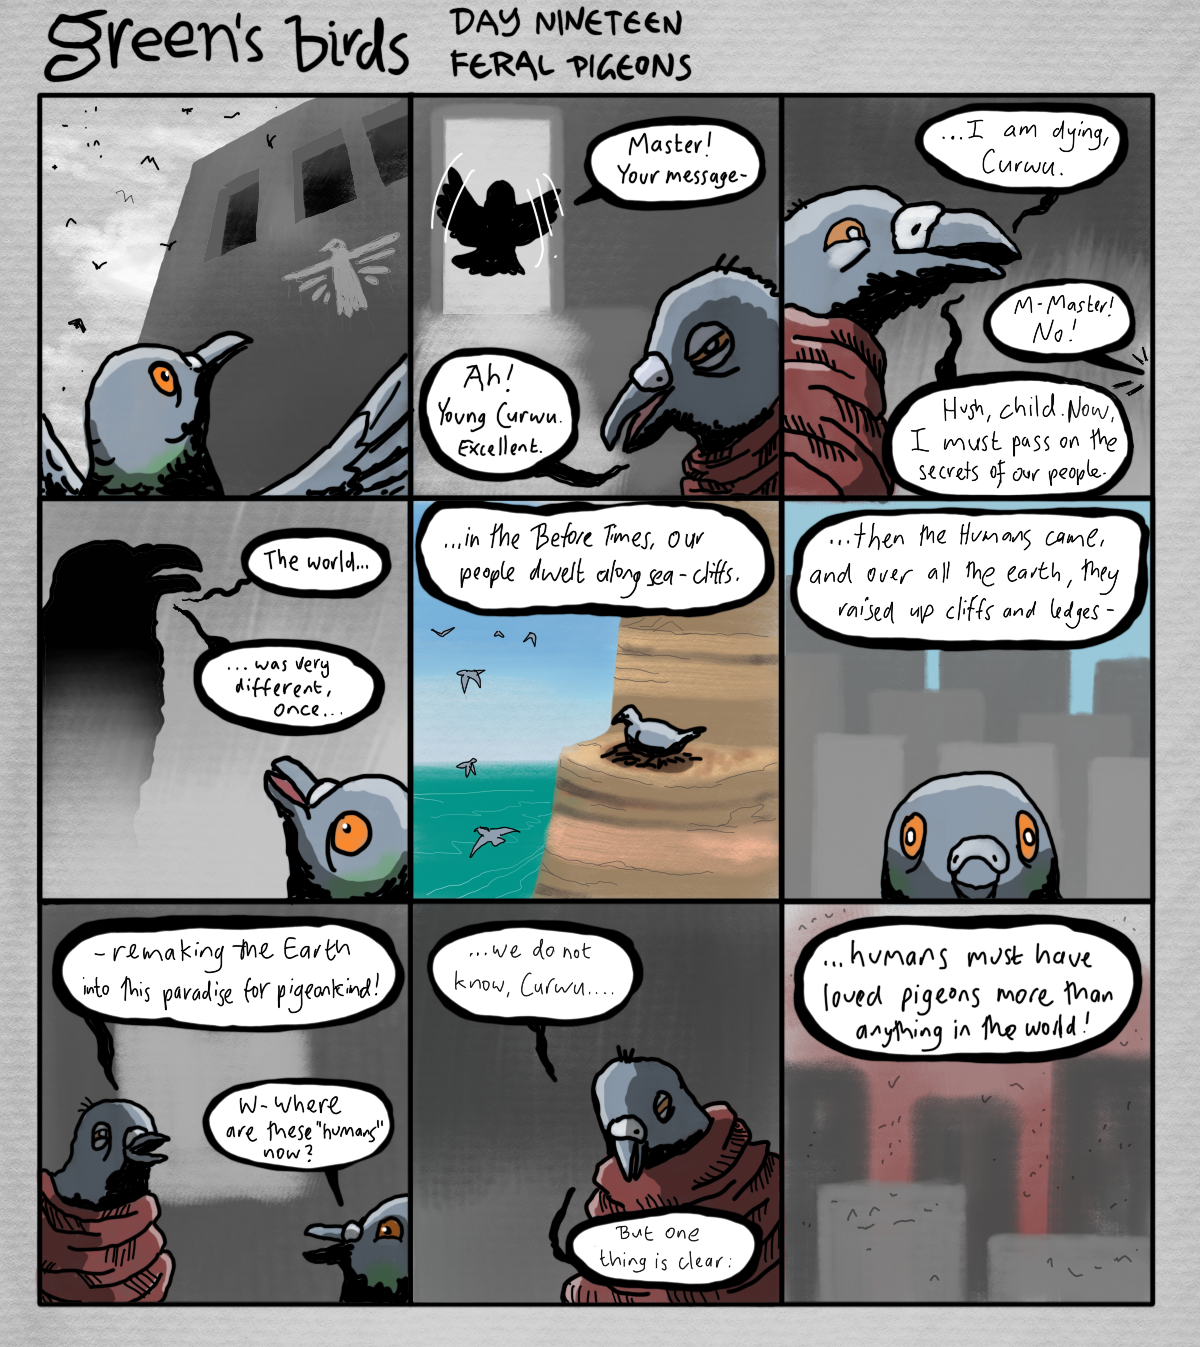 green's birds
DAY NINETEEN
FERAL PIGEONS
Master!
Your message-
Ah!
Young Curwu.
Excellent.
...I am dying,
Curwu.
M-Master!
No!
Hush, child. Now,
I must pass on the
secrets of our people.
The world...
...was very
different,
once...
...in the Before Times, our
people dwelt along sea-cliffs.
...then the Humans came,
and over all the earth, they
raised up cliffs and ledges-
-remaking the Earth
into this paradise for pigeonkind!
W-Where
are these "humans"
now?
...we do not
know, Curwu....
But one
thing is clear:
...humans must have
loved pigeons more than
anything in the world!